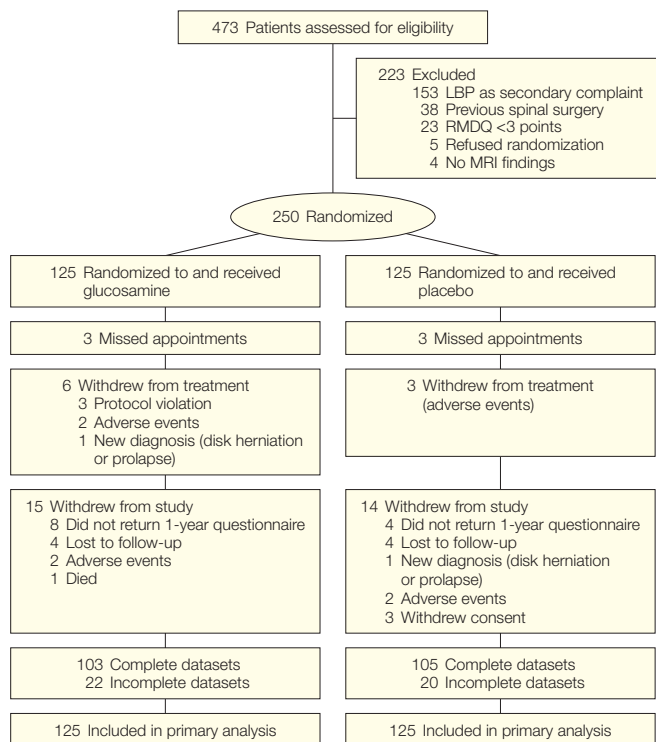 473 Patients assessed for eligibility
223 Excluded
153 LBP as secondary complaint
38 Previous spinal surgery
23 RMDQ <3 points
5 Refused randomization
4 No MRI findings
250 Randomized
125 Randomized to and received
glucosamine
125 Randomized to and received
placebo
3 Missed appointments
3 Missed appointments
6 Withdrew from treatment
3 Protocol violation
2 Adverse events
1 New diagnosis (disk herniation
or prolapse)
3 Withdrew from treatment
(adverse events)
15 Withdrew from study
8 Did not return 1-year questionnaire
4 Lost to follow-up
2 Adverse events
1 Died
14 Withdrew from study
4 Did not return 1-year questionnaire
4 Lost to follow-up
1 New diagnosis (disk herniation
or prolapse)
2 Adverse events
3 Withdrew consent
103 Complete datasets
22 Incomplete datasets
105 Complete datasets
20 Incomplete datasets
125 Included in primary analysis
125 Included in primary analysis